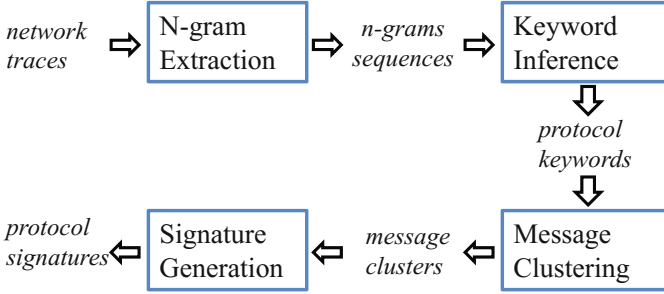 network
traces
N-gram
Extraction
n-grams
sequences
Keyword
Inference
protocol
keywords
Message
Clustering
message
clusters
Signature
Generation
protocol
signatures